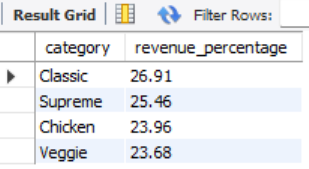 Result Grid Filter Rows:
category revenue_percentage
Classic 26.91
Supreme 25.46
Chicken 23.96
Veggie 23.68